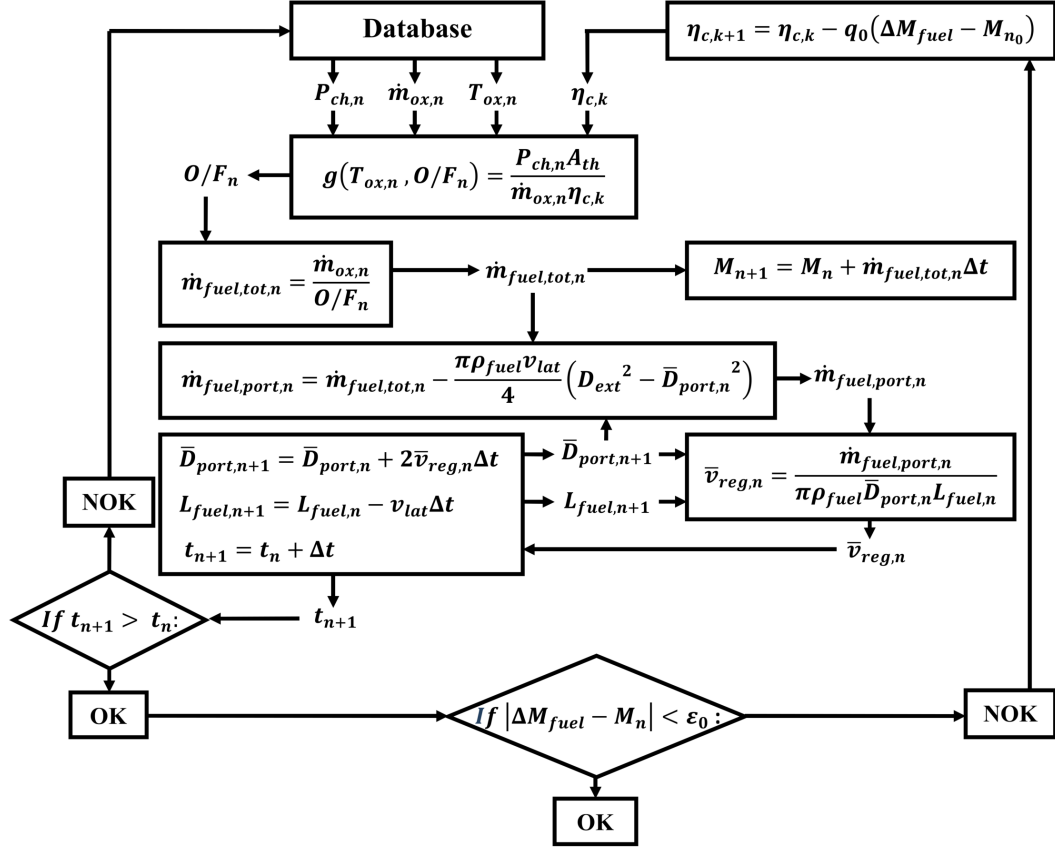 Database
η_{c,k+1} = η_{c,k} − q_0(ΔM_{fuel} − M_{n_0})
P_{ch,n} ṁ_{ox,n} T_{ox,n} η_{c,k}
O/F_n
g(T_{ox,n}, O/F_n) = \frac{P_{ch,n} A_{th}}{ṁ_{ox,n} η_{c,k}}
ṁ_{fuel,tot,n} = \frac{ṁ_{ox,n}}{O/F_n}
ṁ_{fuel,tot,n}
M_{n+1} = M_n + ṁ_{fuel,tot,n} Δt
ṁ_{fuel,port,n} = ṁ_{fuel,tot,n} − \frac{πρ_{fuel} v_{lat}}{4} (D_{ext}^2 − D̅_{port,n}^2)
ṁ_{fuel,port,n}
D̅_{port,n+1} = D̅_{port,n} + 2v̅_{reg,n} Δt
L_{fuel,n+1} = L_{fuel,n} − v_{lat} Δt
t_{n+1} = t_n + Δt
D̅_{port,n+1}
L_{fuel,n+1}
v̅_{reg,n} = \frac{ṁ_{fuel,port,n}}{πρ_{fuel} D̅_{port,n} L_{fuel,n}}
v̅_{reg,n}
NOK
If t_{n+1} > t_n:
t_{n+1}
OK
If |ΔM_{fuel} − M_n| < ε_0 :
NOK
OK